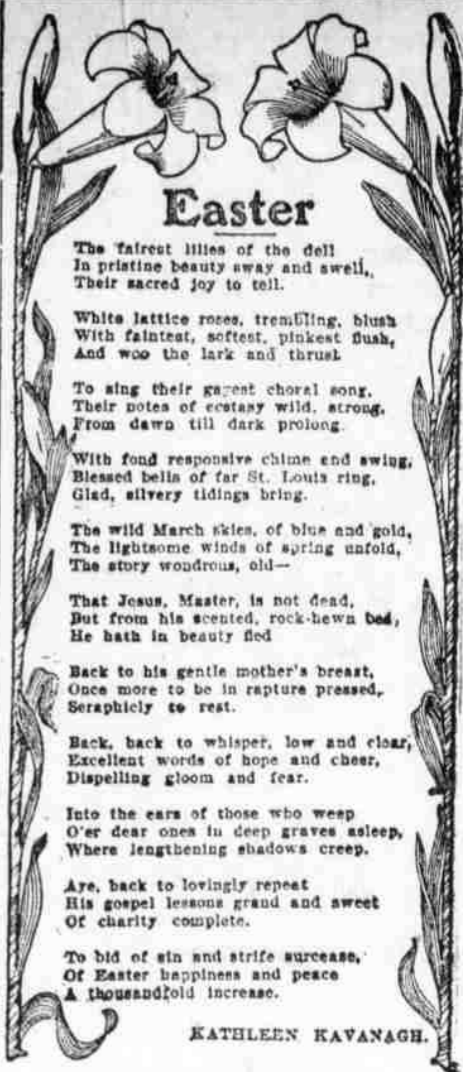 Easter
The fairest lilies of the dell
In pristine beauty sway and swell,
Their sacred joy to tell.
White lattice roses, trembling, blush
With faintest, softest, pinkest flush,
And woo the lark and thrush
To sing their gayest choral song,
Their notes of ecstasy wild, strong,
From dawn till dark prolong.
With fond responsive chime and swing,
Blessed bells of far St. Louis ring,
Glad, silvery tidings bring.
The wild March skies, of blue and gold,
The lightsome winds of spring unfold,
The story wondrous, old—
That Jesus, Master, is not dead,
But from his scented, rock-hewn bed,
He hath in beauty fled
Back to his gentle mother's breast,
Once more to be in rapture pressed,
Seraphicly to rest.
Back, back to whisper, low and clear,
Excellent words of hope and cheer,
Dispelling gloom and fear.
Into the ears of those who weep
O'er dear ones in deep graves asleep,
Where lengthening shadows creep.
Aye, back to lovingly repeat
His gospel lessons grand and sweet
Of charity complete.
To bid of sin and strife surcease,
Of Easter happiness and peace
A thousandfold increase.
KATHLEEN KAVANAGH.